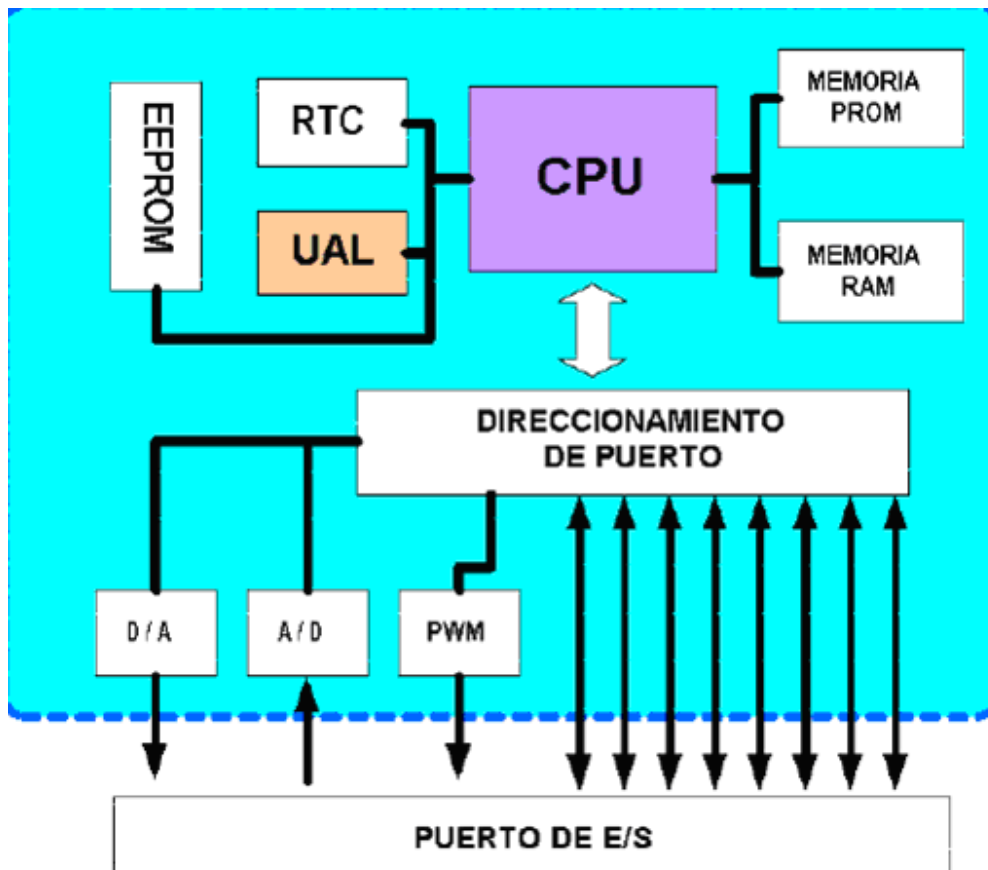 EEPROM
RTC
UAL
CPU
MEMORIA
PROM
MEMORIA
RAM
DIRECCIONAMIENTO
DE PUERTO
D / A
A / D
PWM
PUERTO DE E/S